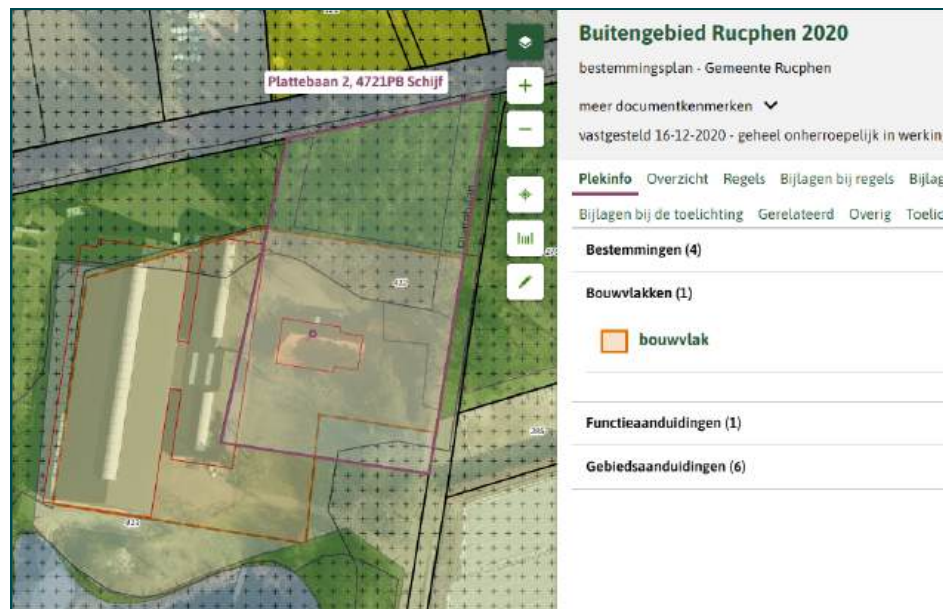 Plattebaan 2, 4721PB Schijf
Buitengebied Rucphen 2020
bestemmingsplan - Gemeente Rucphen
meer documentkenmerken
vastgesteld 16-12-2020 - geheel onherroepelijk in werkin
Plekinfo Overzicht Regels Bijlagen bij regels Bijlag
Bijlagen bij de toelichting Gerelateerd Overig Toelic
Bestemmingen (4)
Bouwvlakken (1)
bouwvlak
Functieaanduidingen (1)
Gebiedsaanduidingen (6)